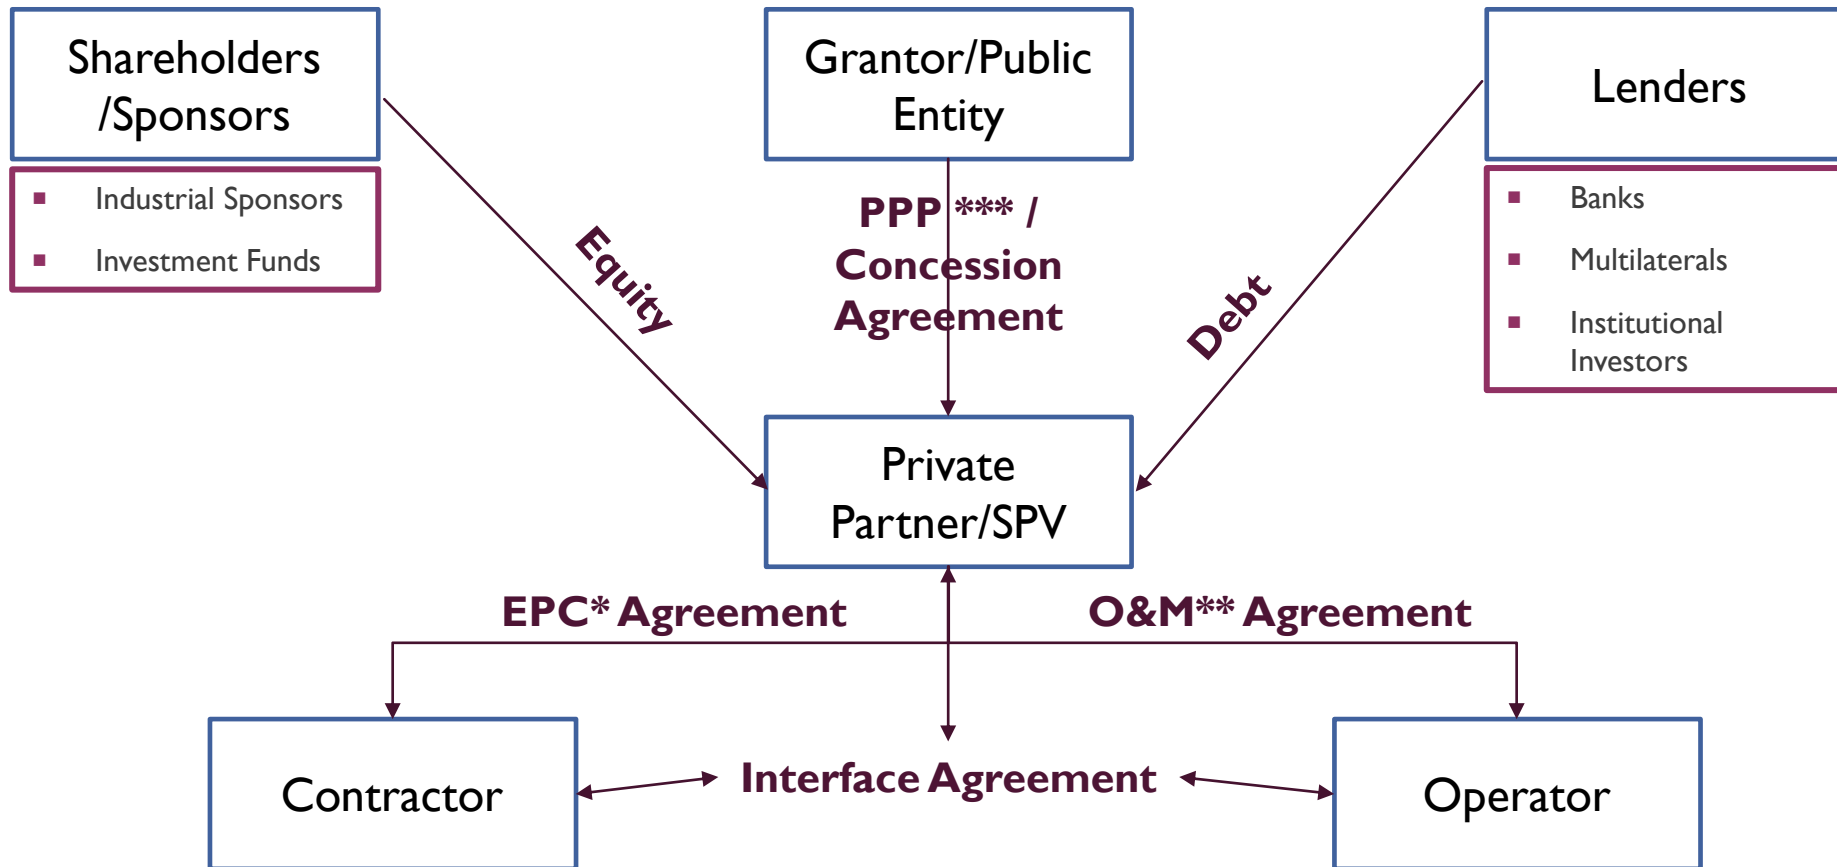 Shareholders
/Sponsors
Industrial Sponsors
Investment Funds
Grantor/Public
Entity
Lenders
Banks
Multilaterals
Institutional
Investors
Equity
PPP *** /
Concession
Agreement
Debt
Private
Partner/SPV
EPC* Agreement
O&M** Agreement
Contractor
Interface Agreement
Operator